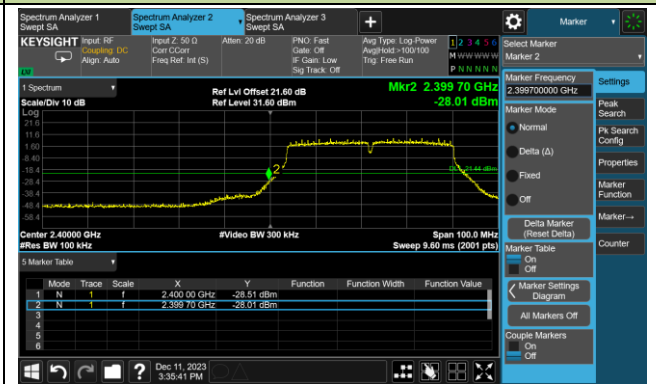 Spectrum Analyzer 1
Swept SA
Spectrum Analyzer 2
Swept SA
Spectrum Analyzer 3
Swept SA
Marker
KEYSIGHT
Input: RF
Coupling: DC
Align: Auto
Input Z: 50 Ω
Corr CCorr
Freq Ref: Int (S)
Atten: 20 dB
PNO: Fast
Gate: Off
IF Gain: Low
Sig Track: Off
Avg Type: Log-Power
Avg|Hold:>100/100
Trig: Free Run
1 2 3 4 5 6
M W W W W W
P N N N N N
LXI
Select Marker
Marker 2
1 Spectrum
Scale/Div 10 dB
Log
Ref Lvl Offset 21.60 dB
Ref Level 31.60 dBm
Mkr2 2.399 70 GHz
-28.01 dBm
21.6
11.6
1.60
-8.40
-18.4
-28.4
-38.4
-48.4
-58.4
2
Center 2.40000 GHz
#Res BW 100 kHz
#Video BW 300 kHz
Span 100.0 MHz
Sweep 9.60 ms (2001 pts)
5 Marker Table
Mode Trace Scale X Y Function Function Width Function Value
1 N 1 f 2.400 00 GHz -28.51 dBm
2 N 1 f 2.399 70 GHz -28.01 dBm
3
4
5
6
Marker Frequency
2.399700000 GHz
Marker Mode
Normal
Delta (Δ)
Fixed
Off
Delta Marker
(Reset Delta)
Marker Table
On
Off
Marker Settings
Diagram
All Markers Off
Couple Markers
On
Off
Settings
Peak
Search
Pk Search
Config
Properties
Marker
Function
Marker→
Counter
Dec 11, 2023
3:35:41 PM